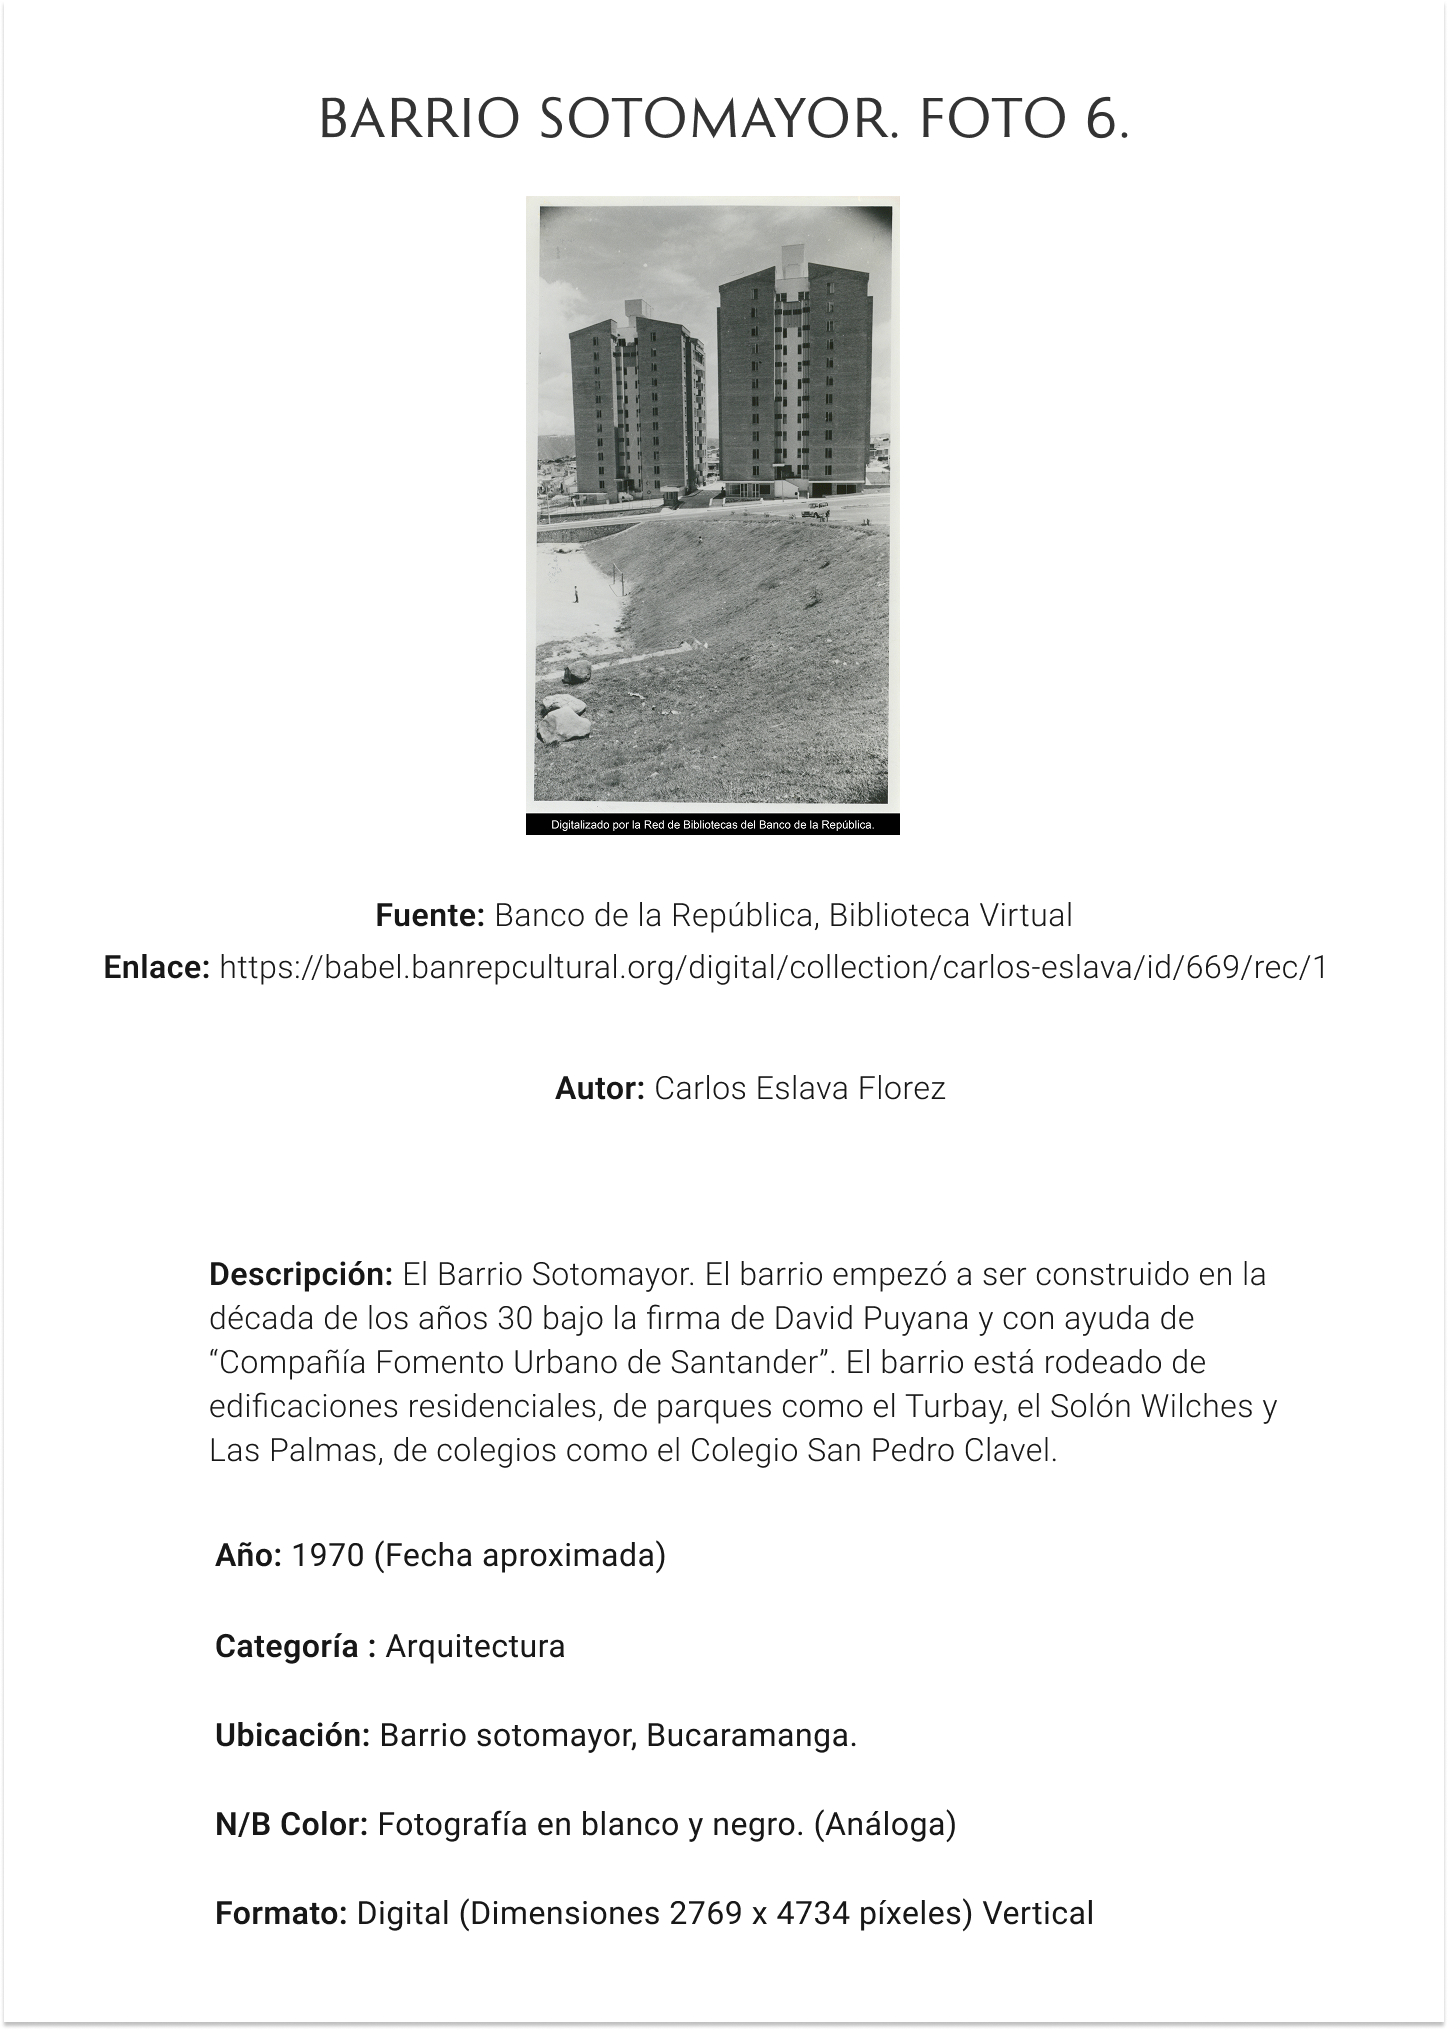 BARRIO SOTOMAYOR. FOTO 6.
Digitalizado por la Red de Bibliotecas del Banco de la República.
Fuente: Banco de la República, Biblioteca Virtual
Enlace: https://babel.banrepcultural.org/digital/collection/carlos-eslava/id/669/rec/1
Autor: Carlos Eslava Florez
Descripción: El Barrio Sotomayor. El barrio empezó a ser construido en la
década de los años 30 bajo la firma de David Puyana y con ayuda de
“Compañía Fomento Urbano de Santander”. El barrio está rodeado de
edificaciones residenciales, de parques como el Turbay, el Solón Wilches y
Las Palmas, de colegios como el Colegio San Pedro Clavel.
Año: 1970 (Fecha aproximada)
Categoría : Arquitectura
Ubicación: Barrio sotomayor, Bucaramanga.
N/B Color: Fotografía en blanco y negro. (Análoga)
Formato: Digital (Dimensiones 2769 x 4734 píxeles) Vertical